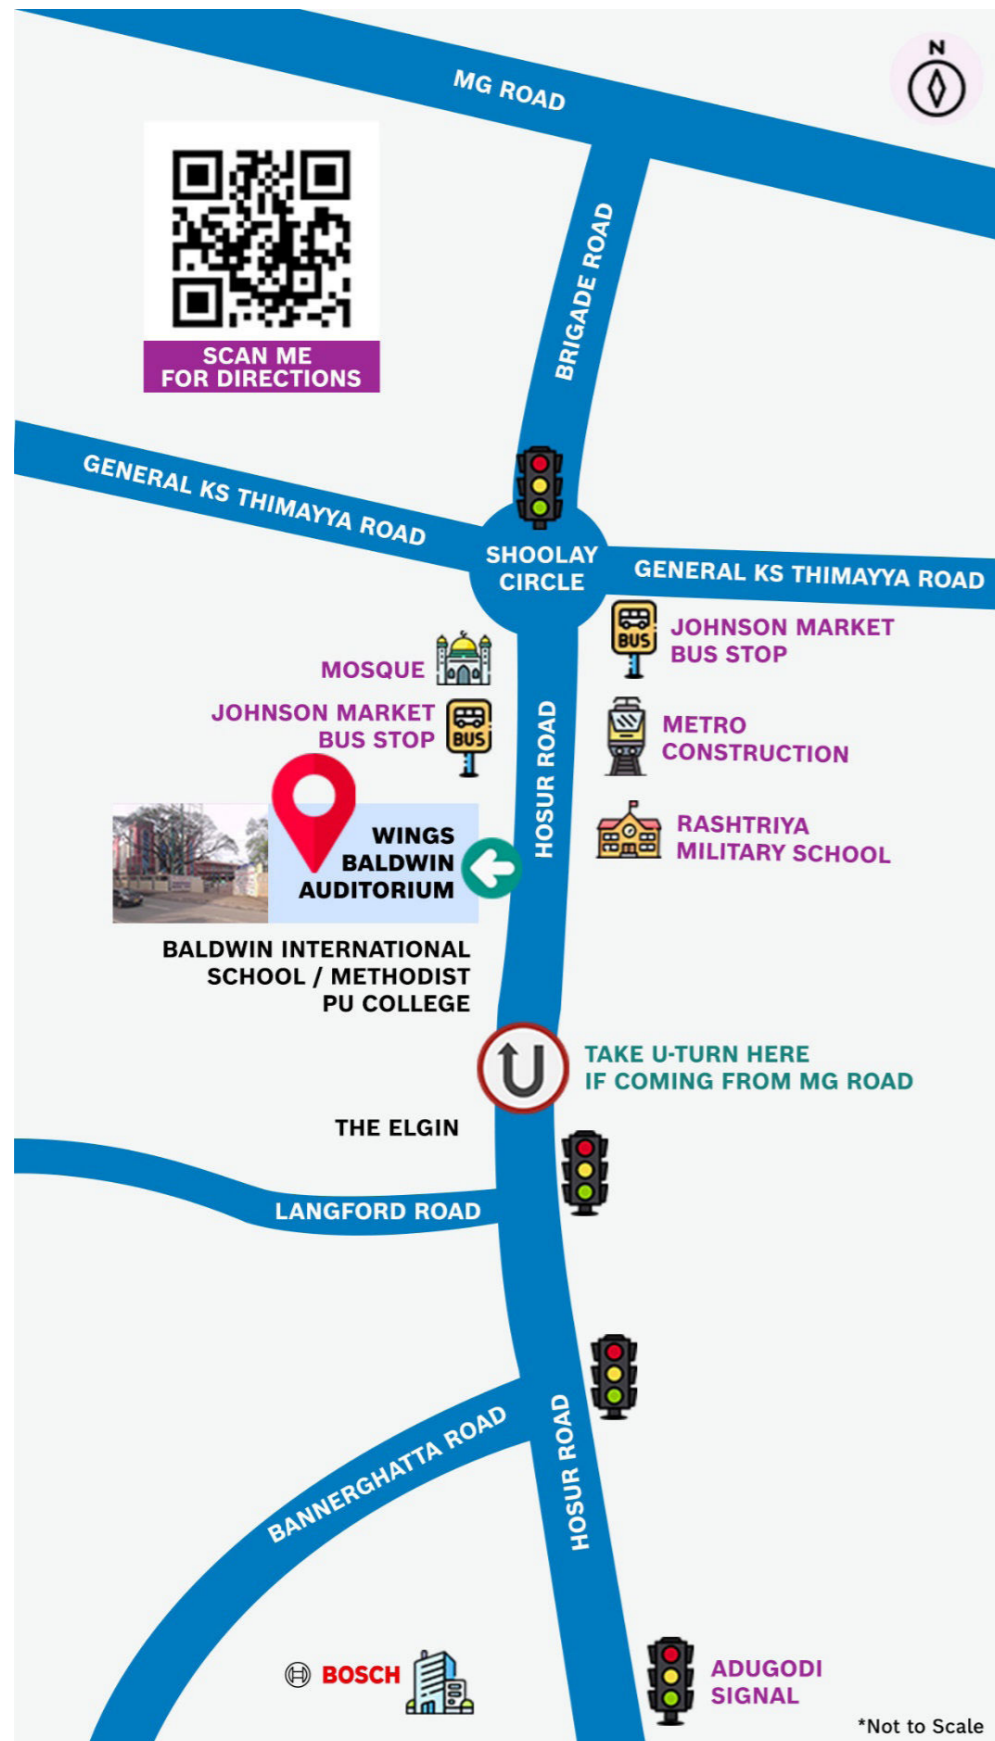 MG ROAD
N
BRIGADE ROAD
SCAN ME
FOR DIRECTIONS
GENERAL KS THIMAYYA ROAD
SHOOLAY
CIRCLE
GENERAL KS THIMAYYA ROAD
JOHNSON MARKET
BUS STOP
BUS
MOSQUE
JOHNSON MARKET
BUS STOP
BUS
HOSUR ROAD
METRO
CONSTRUCTION
RASHTRIYA
MILITARY SCHOOL
WINGS
BALDWIN
AUDITORIUM
BALDWIN INTERNATIONAL
SCHOOL / METHODIST
PU COLLEGE
TAKE U-TURN HERE
IF COMING FROM MG ROAD
THE ELGIN
LANGFORD ROAD
BANNERGHATTA ROAD
HOSUR ROAD
BOSCH
ADUGODI
SIGNAL
*Not to Scale